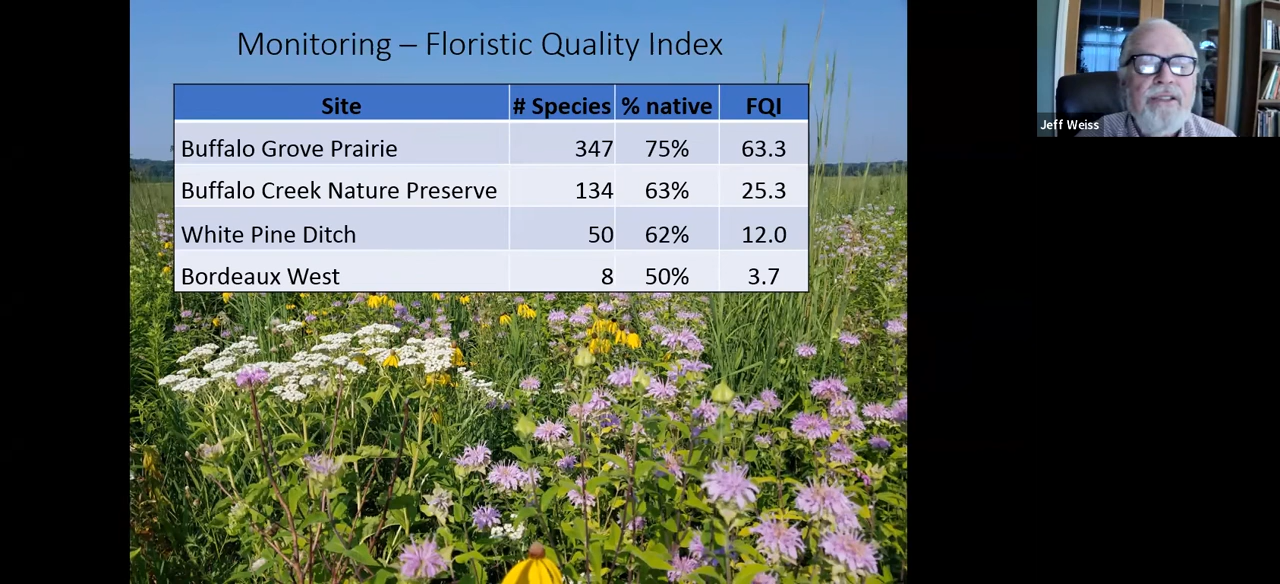 Monitoring – Floristic Quality Index
Site # Species % native FQI
Buffalo Grove Prairie 347 75% 63.3
Buffalo Creek Nature Preserve 134 63% 25.3
White Pine Ditch 50 62% 12.0
Bordeaux West 8 50% 3.7
Jeff Weiss